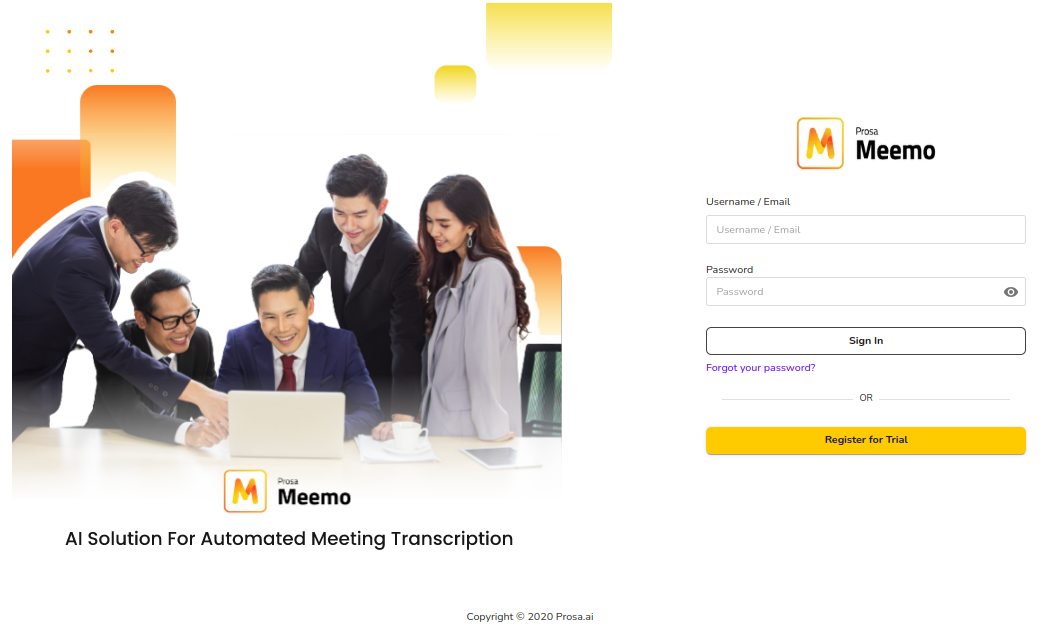 Prosa
Meemo
AI Solution For Automated Meeting Transcription
Prosa
Meemo
Username / Email
Username / Email
Password
Password
Sign In
Forgot your password?
OR
Register for Trial
Copyright © 2020 Prosa.ai